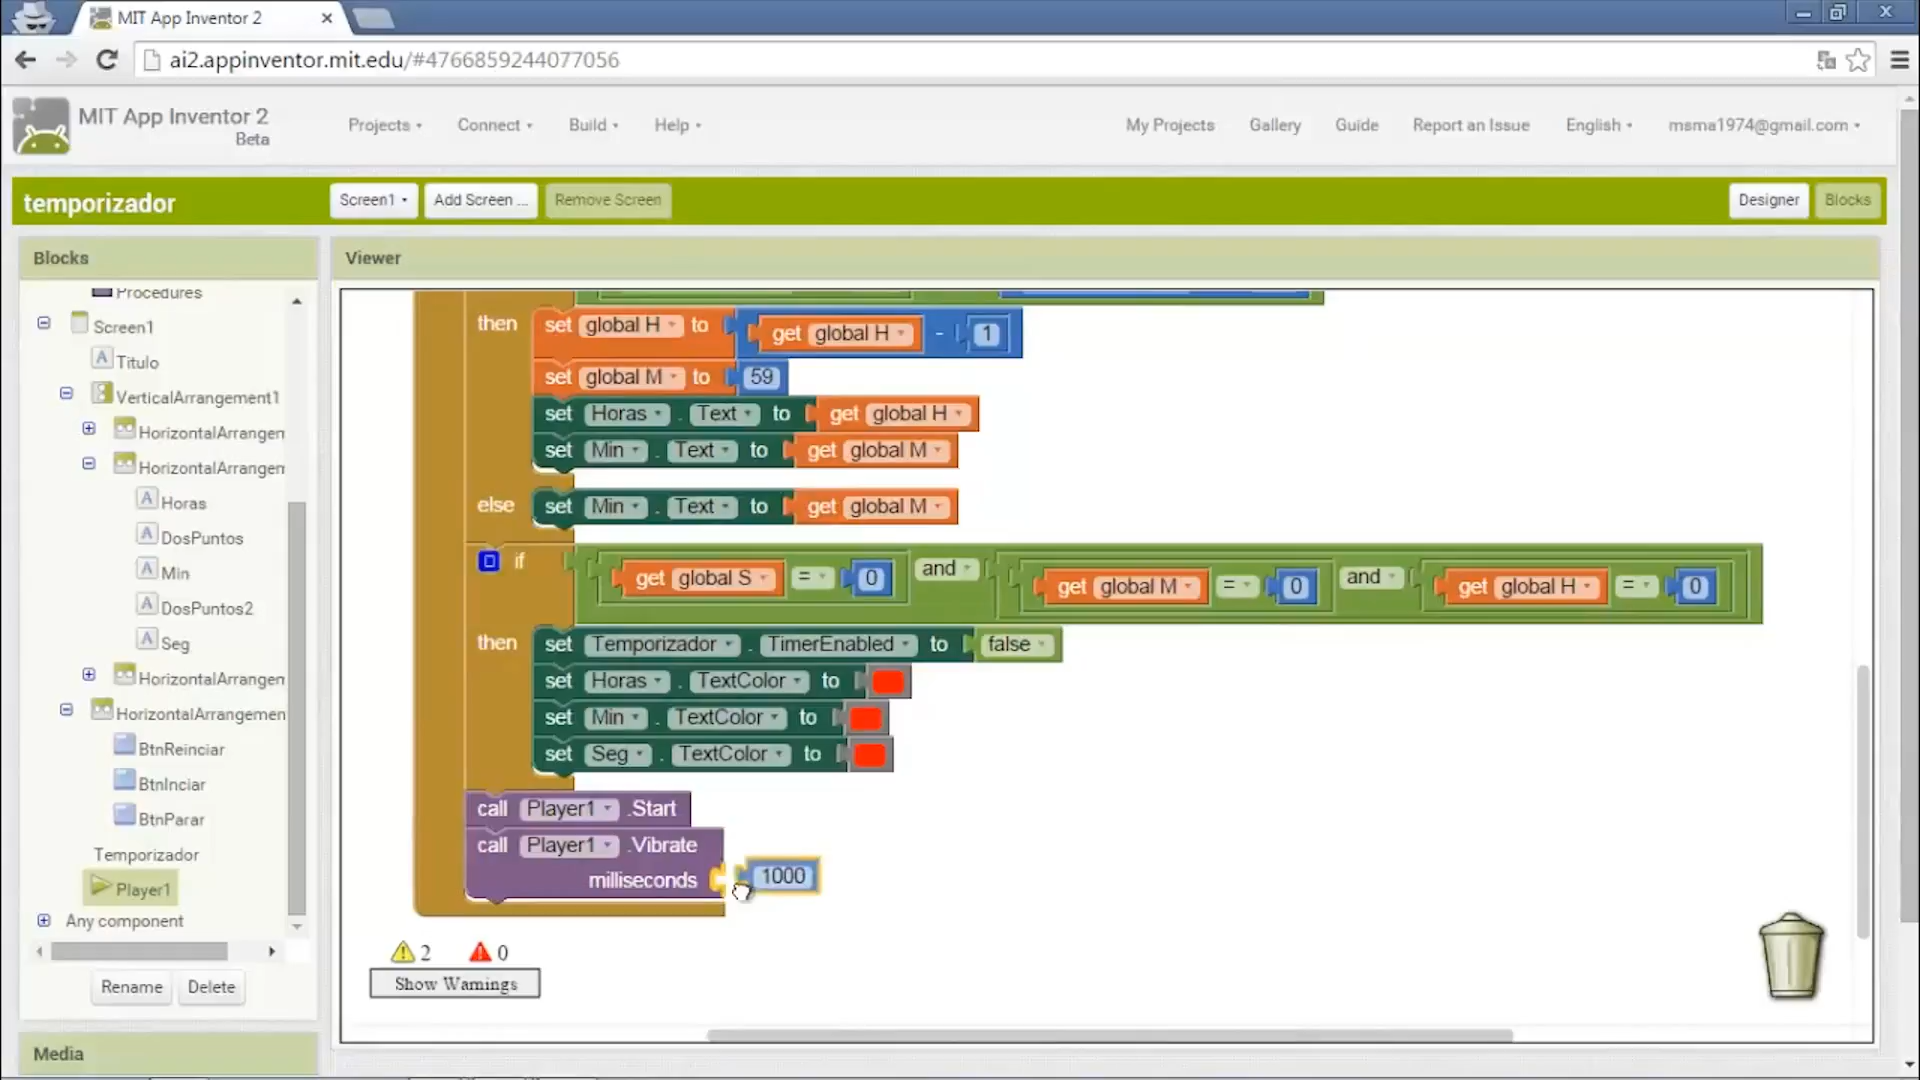 MIT App Inventor 2
ai2.appinventor.mit.edu/#4766859244077056
MIT App Inventor 2
Beta
Projects
Connect
Build
Help
My Projects
Gallery
Guide
Report an Issue
English
msma1974@gmail.com
temporizador
Screen1
Add Screen ...
Remove Screen
Designer
Blocks
Blocks
Viewer
Procedures
Screen1
Titulo
VerticalArrangement1
HorizontalArrangen
HorizontalArrangen
Horas
DosPuntos
Min
DosPuntos2
Seg
HorizontalArrangen
HorizontalArrangemen
BtnReinciar
BtnInciar
BtnParar
Temporizador
Player1
Any component
Rename
Delete
Media
then set global H to get global H - 1
set global M to 59
set Horas . Text to get global H
set Min . Text to get global M
else set Min . Text to get global M
if get global S = 0 and get global M = 0 and get global H = 0
then set Temporizador . TimerEnabled to false
set Horas . TextColor to
set Min . TextColor to
set Seg . TextColor to
call Player1 .Start
call Player1 .Vibrate
milliseconds 1000
2 0
Show Warnings